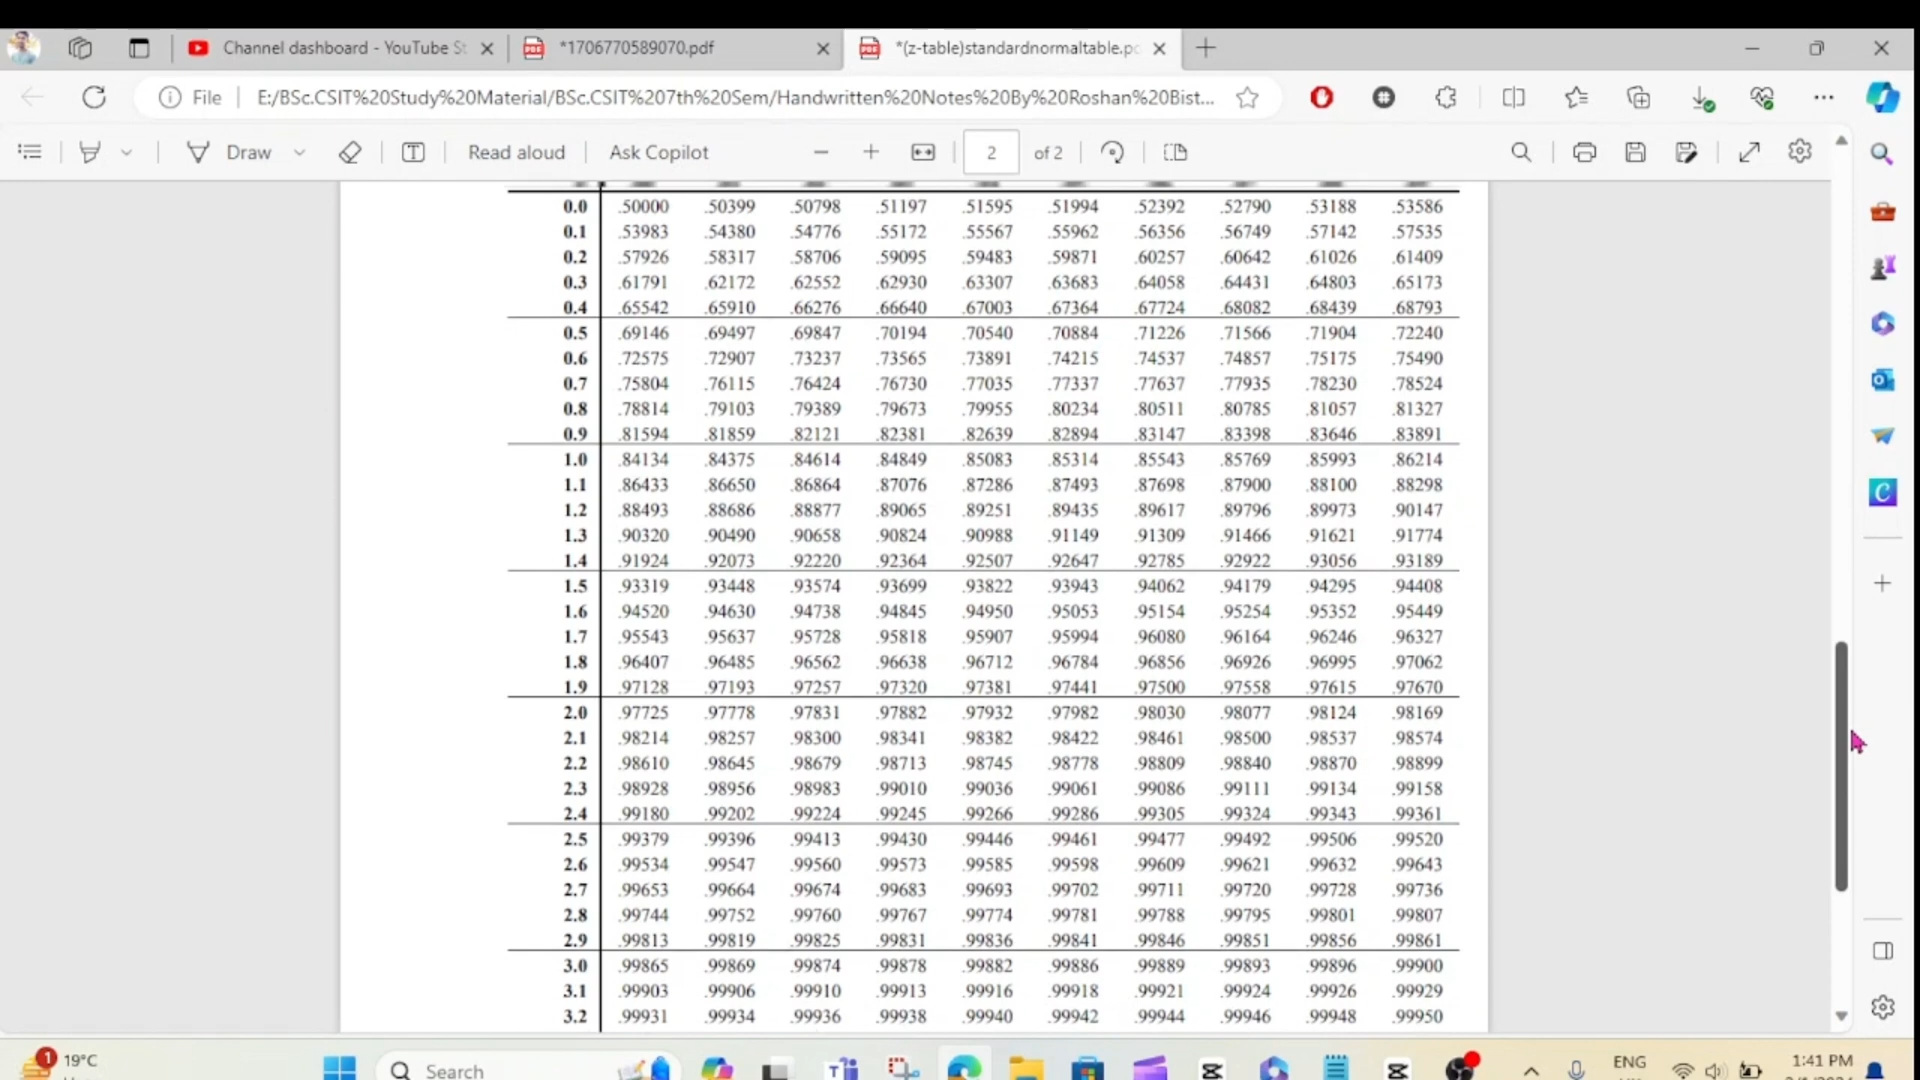 Channel dashboard - YouTube St
*1706770589070.pdf
*(z-table)standardnormaltable.pd
File
E:/BSc.CSIT%20Study%20Material/BSc.CSIT%207th%20Sem/Handwritten%20Notes%20By%20Roshan%20Bist...
Draw
Read aloud
Ask Copilot
2 of 2
0.0 .50000 .50399 .50798 .51197 .51595 .51994 .52392 .52790 .53188 .53586
0.1 .53983 .54380 .54776 .55172 .55567 .55962 .56356 .56749 .57142 .57535
0.2 .57926 .58317 .58706 .59095 .59483 .59871 .60257 .60642 .61026 .61409
0.3 .61791 .62172 .62552 .62930 .63307 .63683 .64058 .64431 .64803 .65173
0.4 .65542 .65910 .66276 .66640 .67003 .67364 .67724 .68082 .68439 .68793
0.5 .69146 .69497 .69847 .70194 .70540 .70884 .71226 .71566 .71904 .72240
0.6 .72575 .72907 .73237 .73565 .73891 .74215 .74537 .74857 .75175 .75490
0.7 .75804 .76115 .76424 .76730 .77035 .77337 .77637 .77935 .78230 .78524
0.8 .78814 .79103 .79389 .79673 .79955 .80234 .80511 .80785 .81057 .81327
0.9 .81594 .81859 .82121 .82381 .82639 .82894 .83147 .83398 .83646 .83891
1.0 .84134 .84375 .84614 .84849 .85083 .85314 .85543 .85769 .85993 .86214
1.1 .86433 .86650 .86864 .87076 .87286 .87493 .87698 .87900 .88100 .88298
1.2 .88493 .88686 .88877 .89065 .89251 .89435 .89617 .89796 .89973 .90147
1.3 .90320 .90490 .90658 .90824 .90988 .91149 .91309 .91466 .91621 .91774
1.4 .91924 .92073 .92220 .92364 .92507 .92647 .92785 .92922 .93056 .93189
1.5 .93319 .93448 .93574 .93699 .93822 .93943 .94062 .94179 .94295 .94408
1.6 .94520 .94630 .94738 .94845 .94950 .95053 .95154 .95254 .95352 .95449
1.7 .95543 .95637 .95728 .95818 .95907 .95994 .96080 .96164 .96246 .96327
1.8 .96407 .96485 .96562 .96638 .96712 .96784 .96856 .96926 .96995 .97062
1.9 .97128 .97193 .97257 .97320 .97381 .97441 .97500 .97558 .97615 .97670
2.0 .97725 .97778 .97831 .97882 .97932 .97982 .98030 .98077 .98124 .98169
2.1 .98214 .98257 .98300 .98341 .98382 .98422 .98461 .98500 .98537 .98574
2.2 .98610 .98645 .98679 .98713 .98745 .98778 .98809 .98840 .98870 .98899
2.3 .98928 .98956 .98983 .99010 .99036 .99061 .99086 .99111 .99134 .99158
2.4 .99180 .99202 .99224 .99245 .99266 .99286 .99305 .99324 .99343 .99361
2.5 .99379 .99396 .99413 .99430 .99446 .99461 .99477 .99492 .99506 .99520
2.6 .99534 .99547 .99560 .99573 .99585 .99598 .99609 .99621 .99632 .99643
2.7 .99653 .99664 .99674 .99683 .99693 .99702 .99711 .99720 .99728 .99736
2.8 .99744 .99752 .99760 .99767 .99774 .99781 .99788 .99795 .99801 .99807
2.9 .99813 .99819 .99825 .99831 .99836 .99841 .99846 .99851 .99856 .99861
3.0 .99865 .99869 .99874 .99878 .99882 .99886 .99889 .99893 .99896 .99900
3.1 .99903 .99906 .99910 .99913 .99916 .99918 .99921 .99924 .99926 .99929
3.2 .99931 .99934 .99936 .99938 .99940 .99942 .99944 .99946 .99948 .99950
1
19°C
Search
ENG
1:41 PM